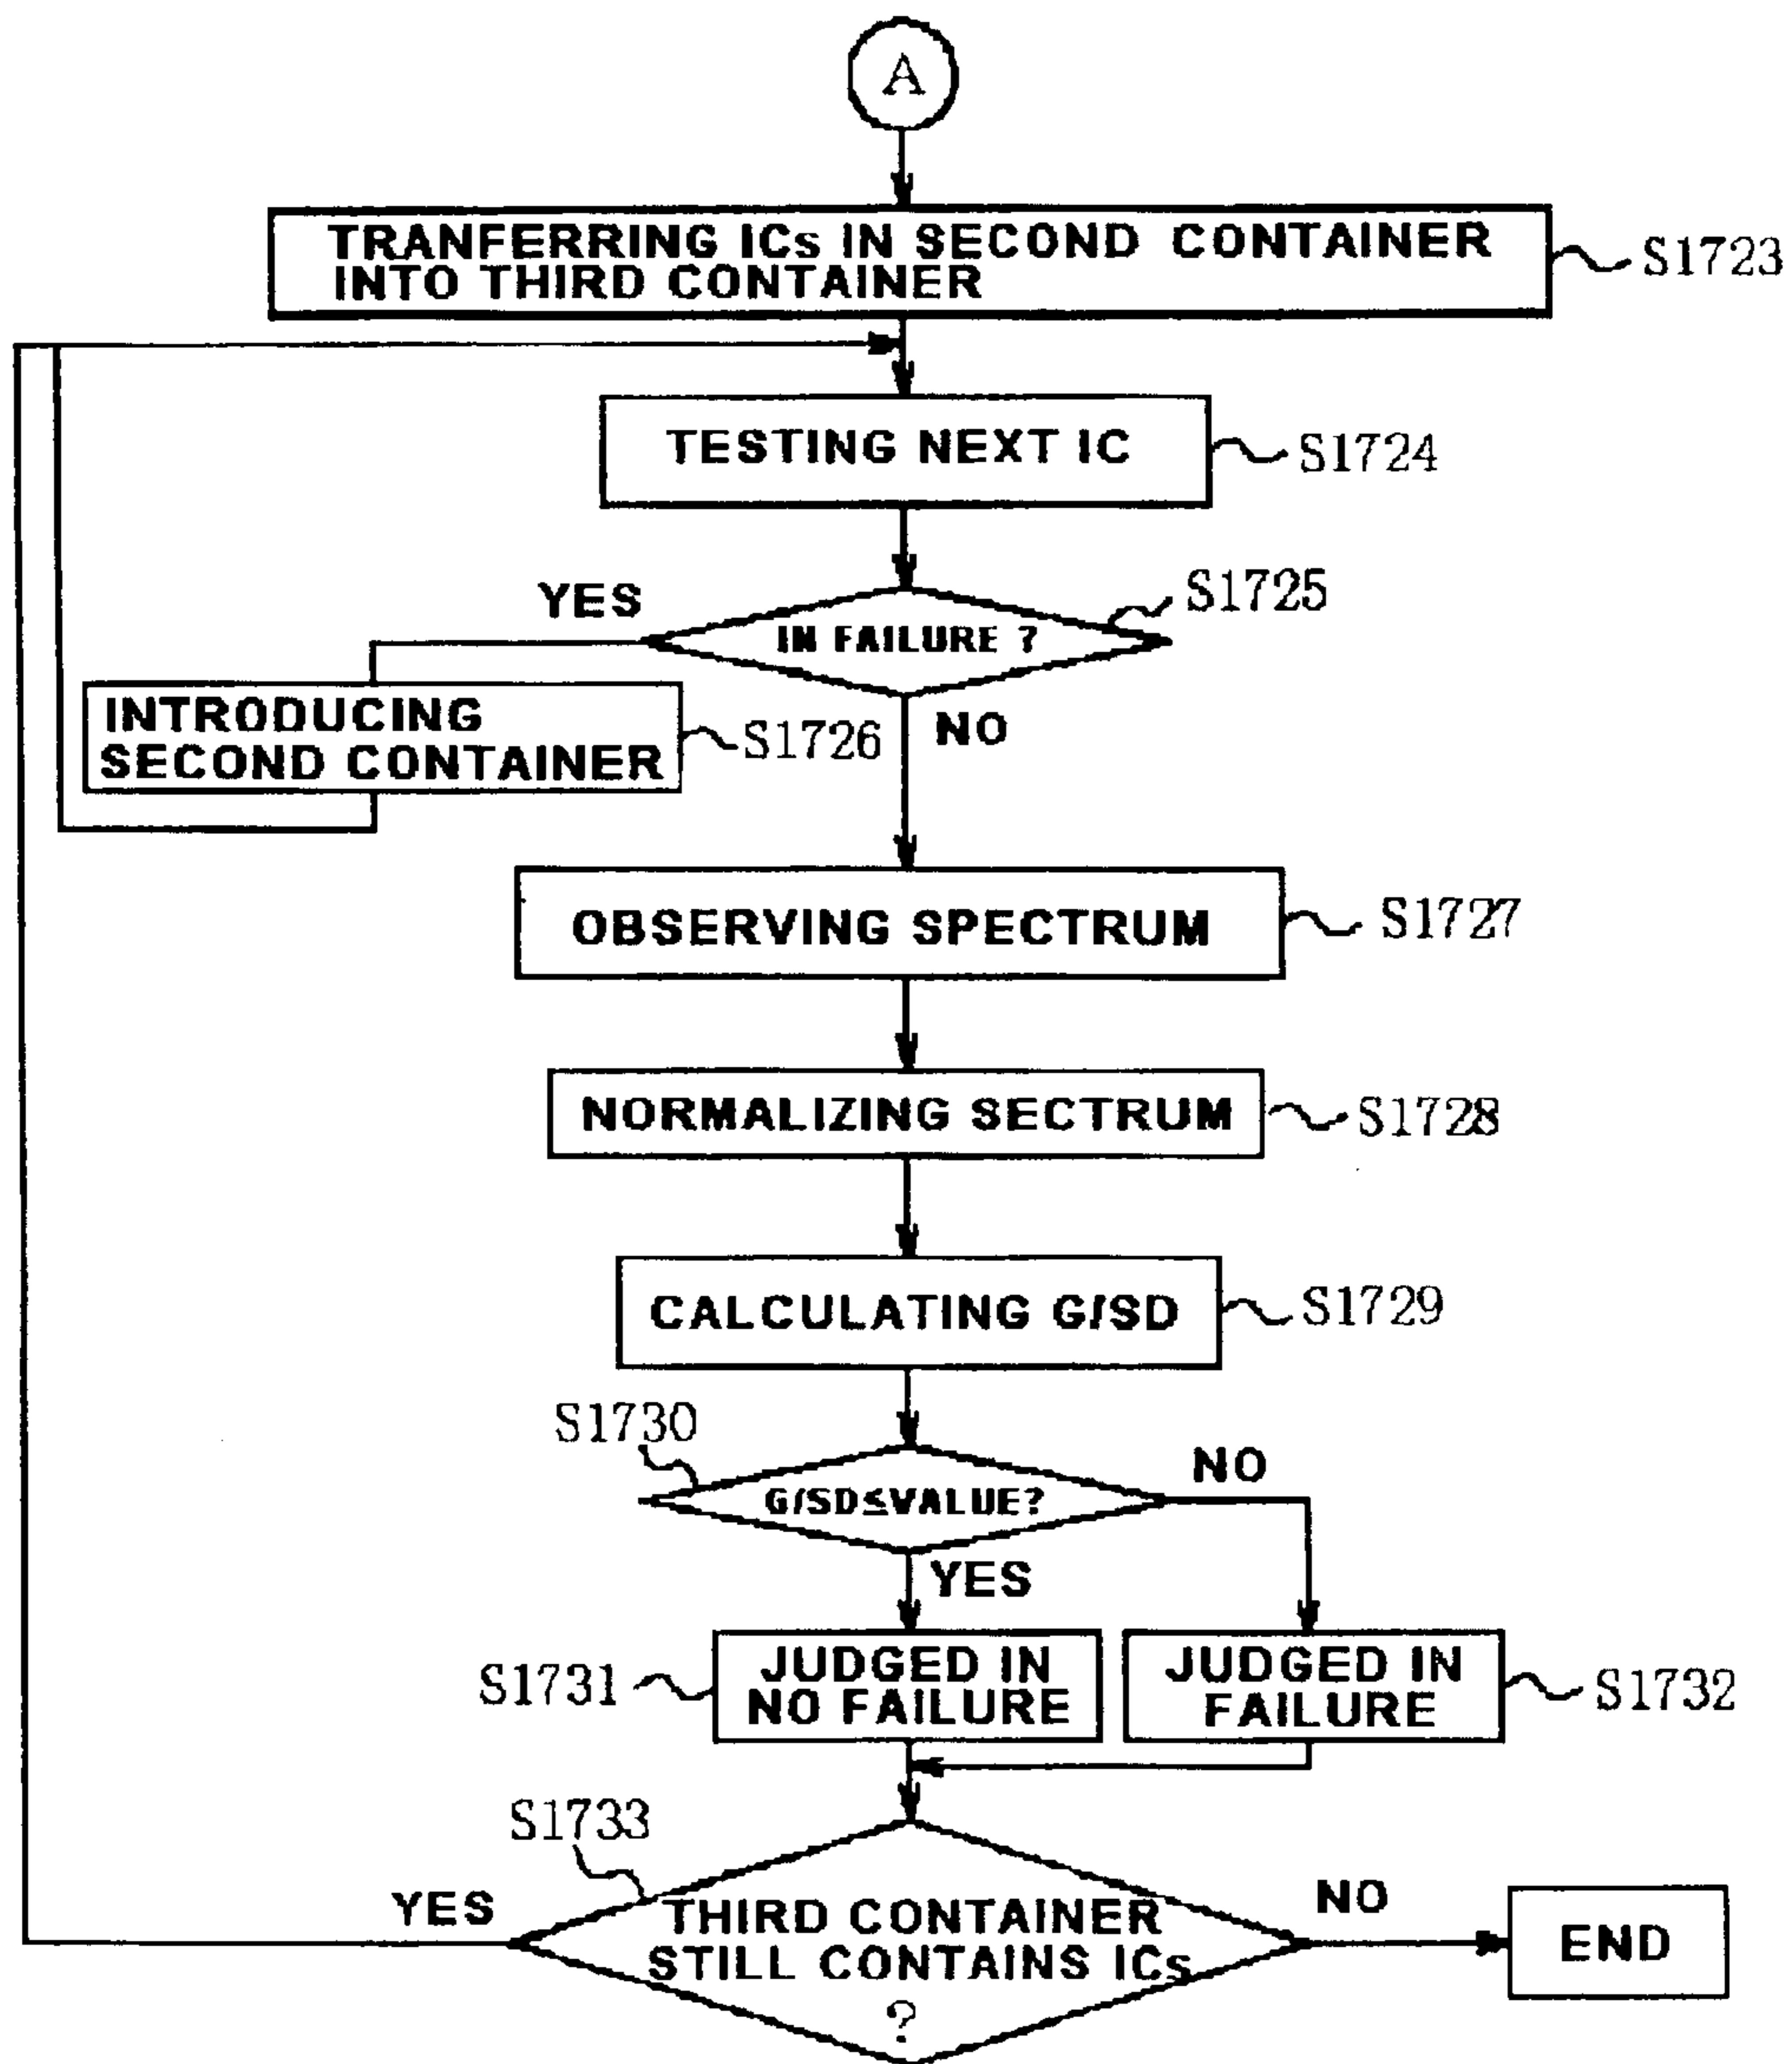 A
TRANFERRING ICs IN SECOND CONTAINER
INTO THIRD CONTAINER
S1723
TESTING NEXT IC
S1724
YES
IN FAILURE ?
S1725
INTRODUCING
SECOND CONTAINER
S1726
NO
OBSERVING SPECTRUM
S1727
NORMALIZING SECTRUM
S1728
CALCULATING G/SD
S1729
S1730
G/SD≤VALUE?
NO
YES
S1731
JUDGED IN
NO FAILURE
JUDGED IN
FAILURE
S1732
S1733
YES
THIRD CONTAINER
STILL CONTAINS ICs
?
NO
END